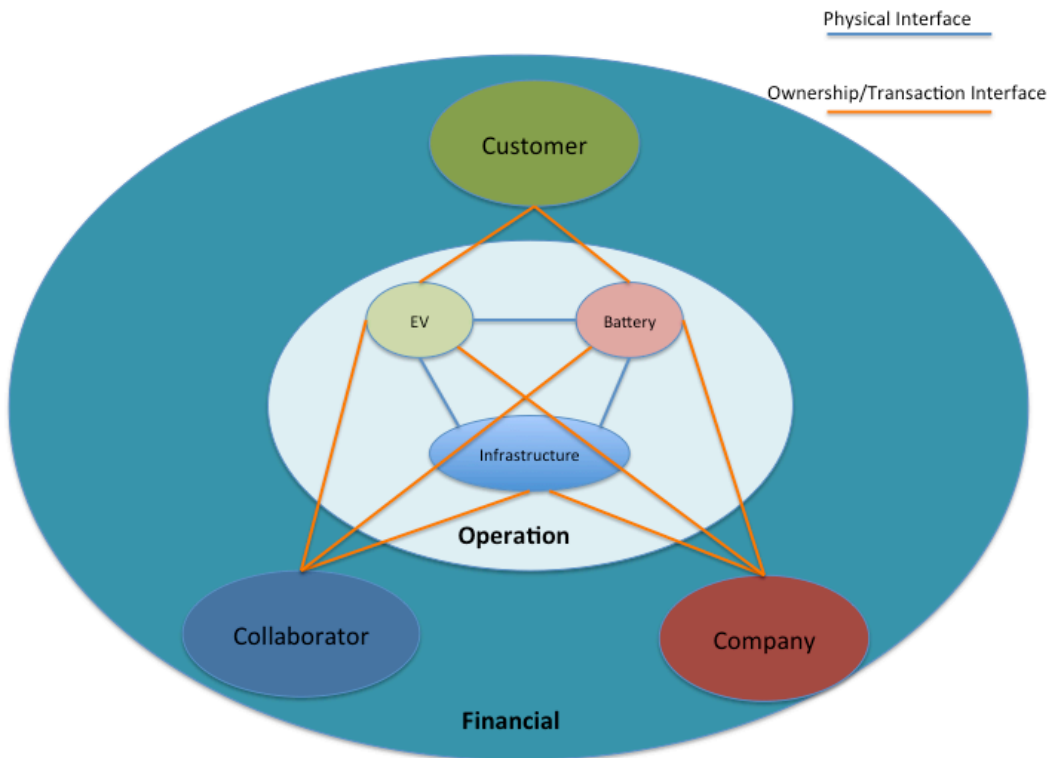 Physical Interface
Ownership/Transaction Interface
Customer
EV
Battery
Infrastructure
Operation
Collaborator
Company
Financial